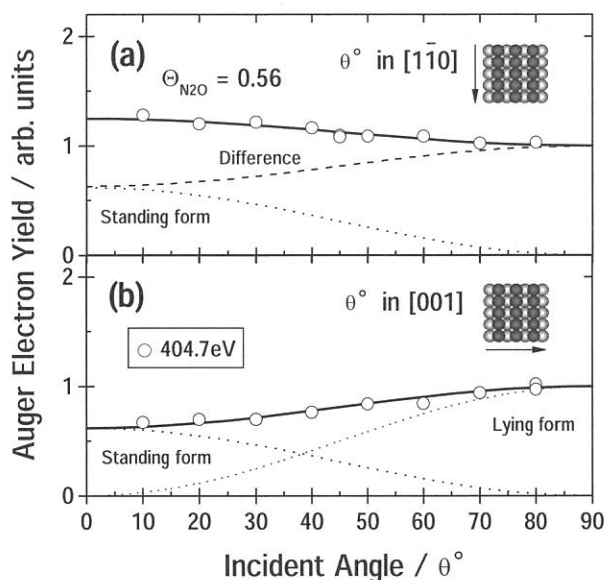 2
(a)
ΘN2O = 0.56
θ° in [11̄0]
1
Difference
Standing form
0
(b)
θ° in [001]
404.7eV
1
Standing form
Lying form
0
0 10 20 30 40 50 60 70 80 90
Auger Electron Yield / arb. units
Incident Angle / θ°